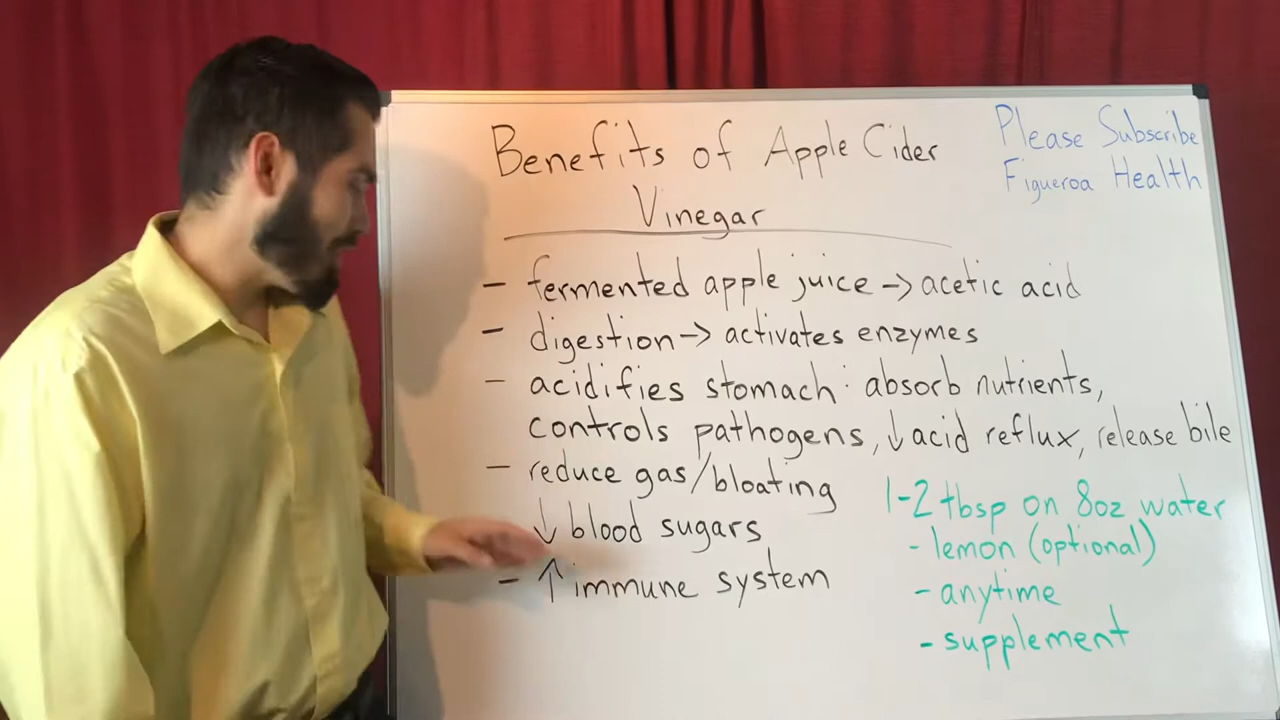 Benefits of Apple Cider
Vinegar
Please Subscribe
Figueroa Health
- fermented apple juice -> acetic acid
- digestion -> activates enzymes
- acidifies stomach: absorb nutrients,
controls pathogens, ↓ acid reflux, release bile
- reduce gas/bloating
↓ blood sugars
- ↑ immune system
1-2 tbsp on 8oz water
- lemon (optional)
- anytime
- supplement